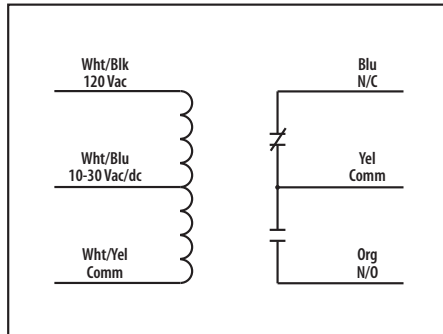 Wht/Blk
120 Vac
Wht/Blu
10-30 Vac/dc
Wht/Yel
Comm
Blu
N/C
Yel
Comm
Org
N/O